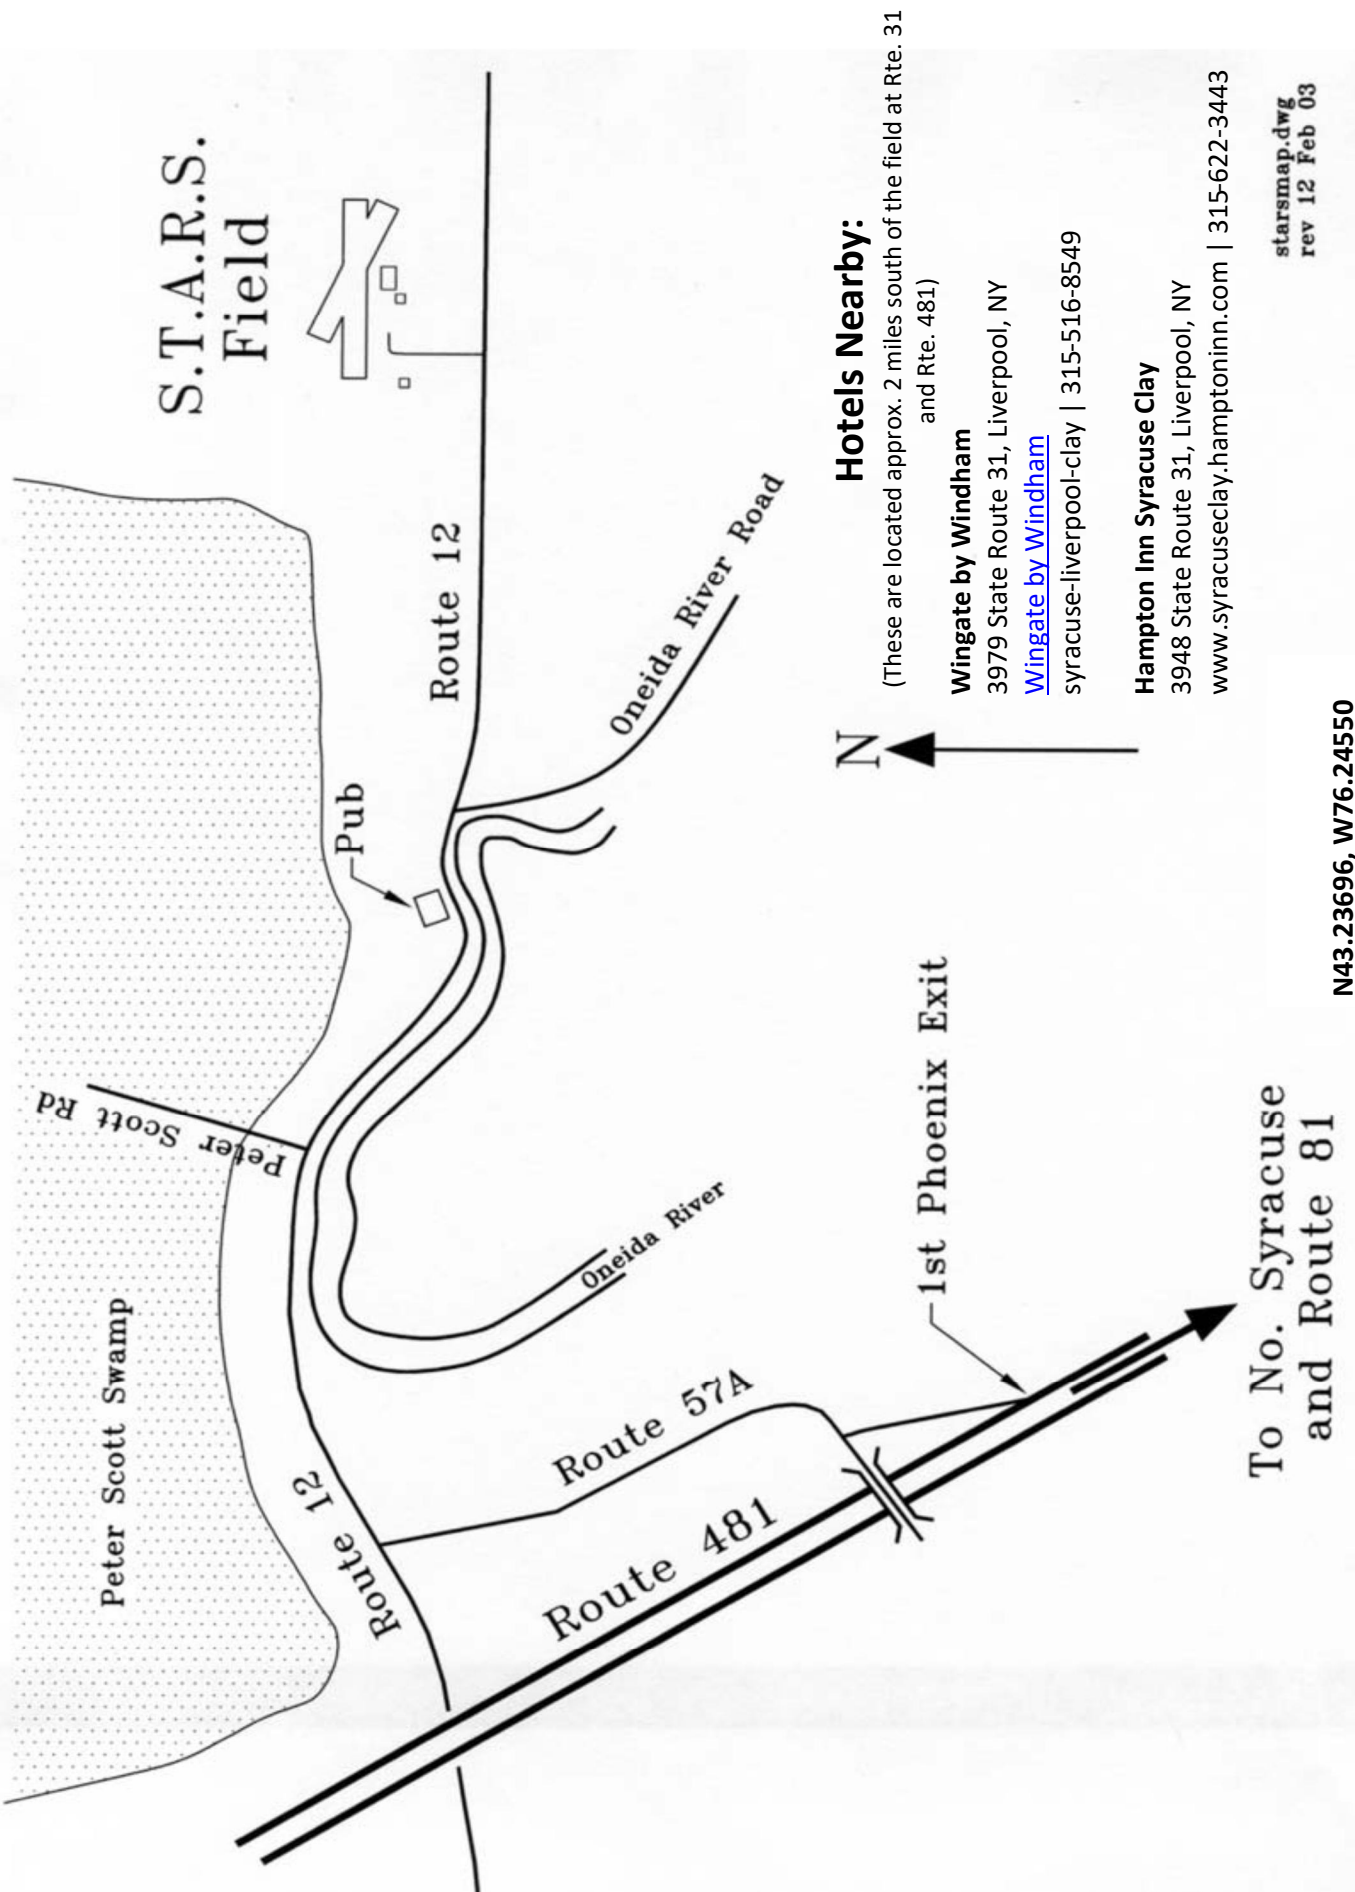 S.T.A.R.S.
Field
Peter Scott Swamp
Peter Scott Rd
Pub
Route 12
Route 12
Oneida River Road
Oneida River
Route 57A
Route 481
1st Phoenix Exit
To No. Syracuse
and Route 81
N
Hotels Nearby:
(These are located approx. 2 miles south of the field at Rte. 31
and Rte. 481)
Wingate by Windham
3979 State Route 31, Liverpool, NY
Wingate by Windham
syracuse-liverpool-clay | 315-516-8549
Hampton Inn Syracuse Clay
3948 State Route 31, Liverpool, NY
www.syracuseclay.hamptoninn.com | 315-622-3443
starsmap.dwg
rev 12 Feb 03
N43.23696, W76.24550